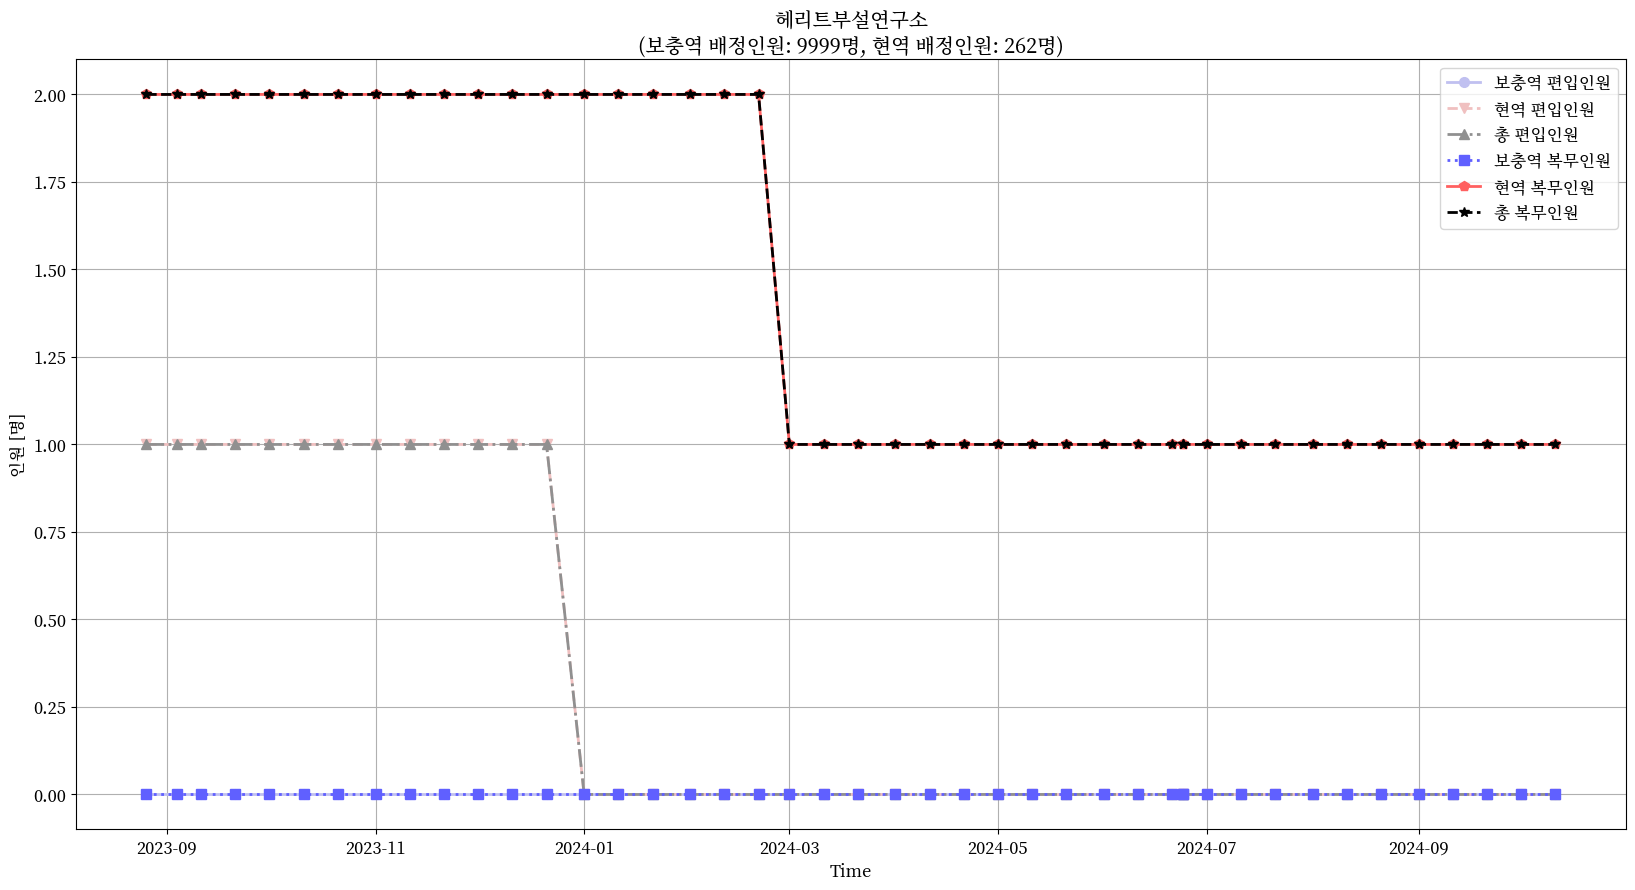 헤리트부설연구소
(보충역 배정인원: 9999명, 현역 배정인원: 262명)
보충역 편입인원
현역 편입인원
총 편입인원
보충역 복무인원
현역 복무인원
총 복무인원
2.00
1.75
1.50
1.25
1.00
0.75
0.50
0.25
0.00
인원 [명]
2023-09
2023-11
2024-01
2024-03
2024-05
2024-07
2024-09
Time